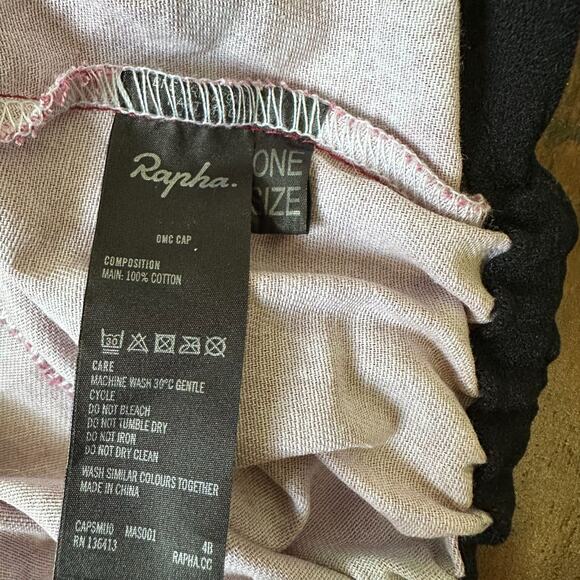 Rapha.
ONE
SIZE
OMC CAP
COMPOSITION
MAIN: 100% COTTON
30
CARE
MACHINE WASH 30°C GENTLE
CYCLE
DO NOT BLEACH
DO NOT TUMBLE DRY
DO NOT IRON
DO NOT DRY CLEAN
WASH SIMILAR COLOURS TOGETHER
MADE IN CHINA
MAS001
4B
RN 136413
RAPHA.CC